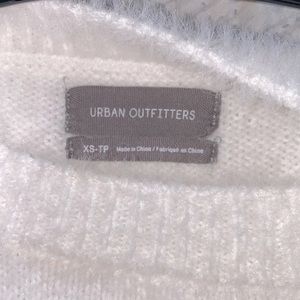 URBAN OUTFITTERS
XS-TP Made in China / Fabriqué en Chine